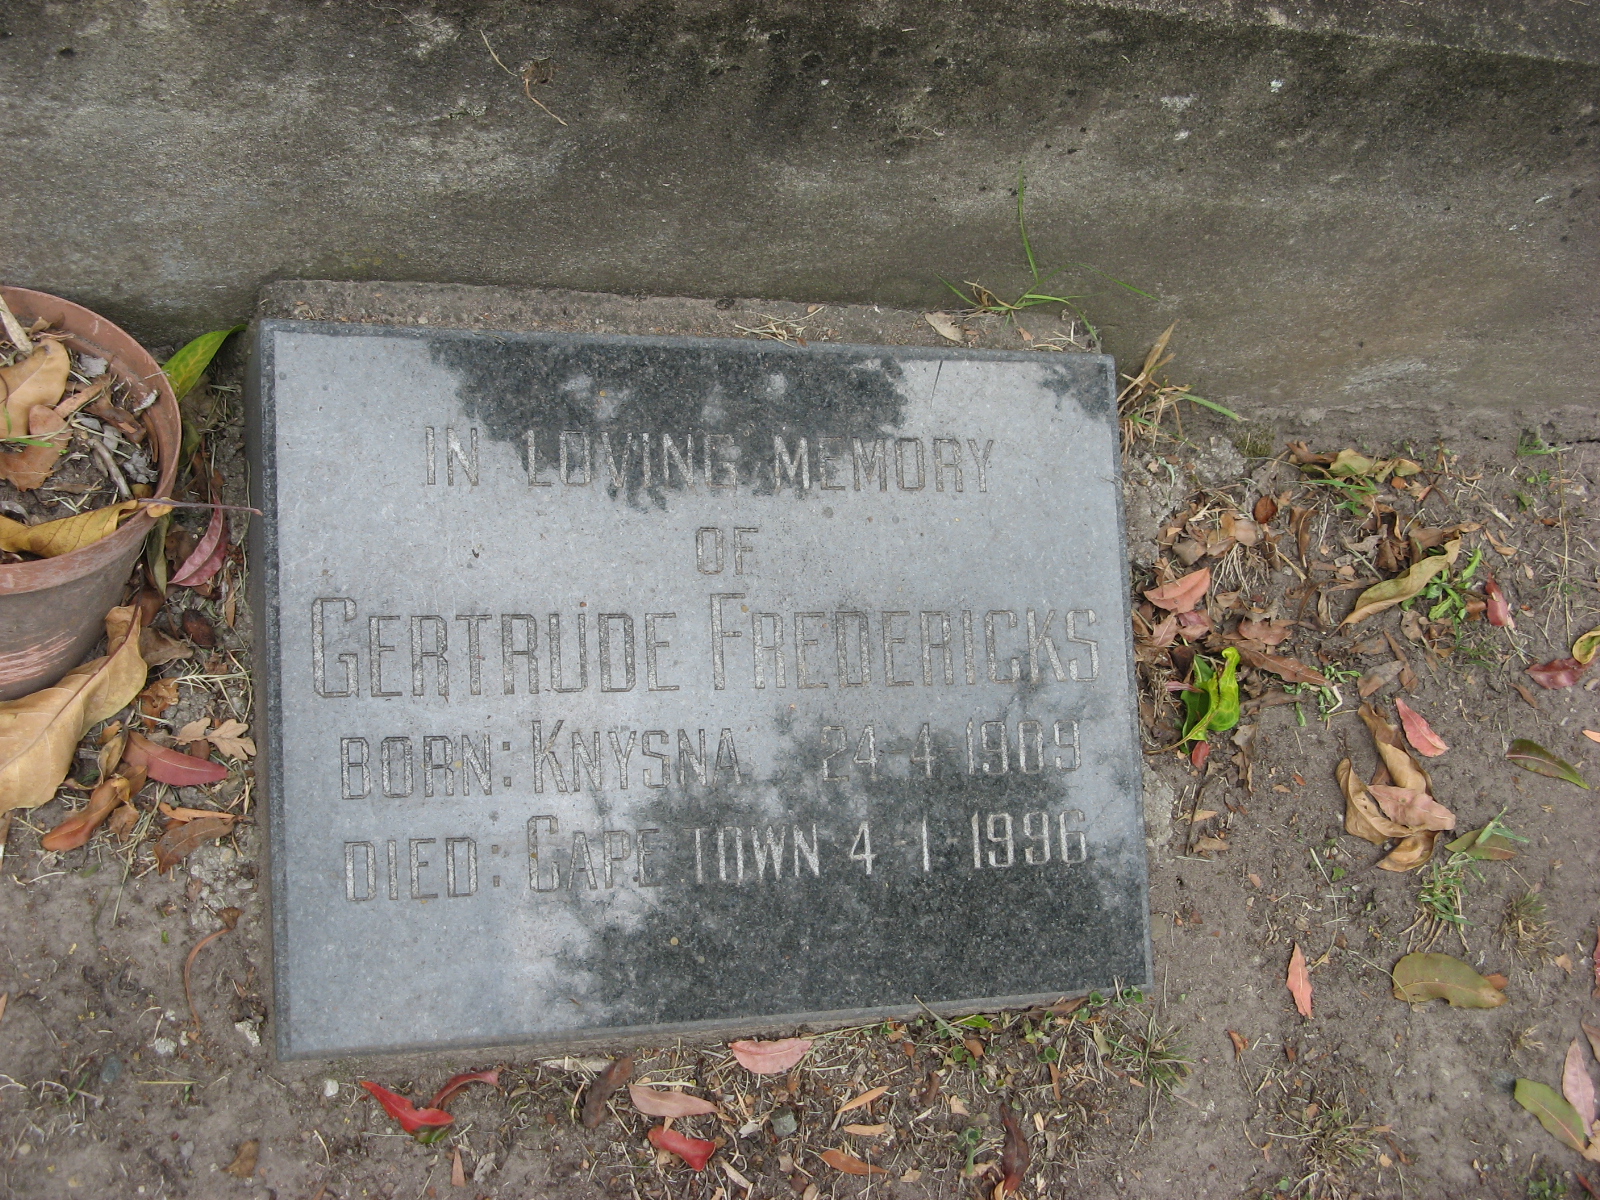 IN LOVING MEMORY
OF
GERTRUDE FREDERICKS
BORN: KNYSNA 24-4-1909
DIED: CAPE TOWN 4-1-1996